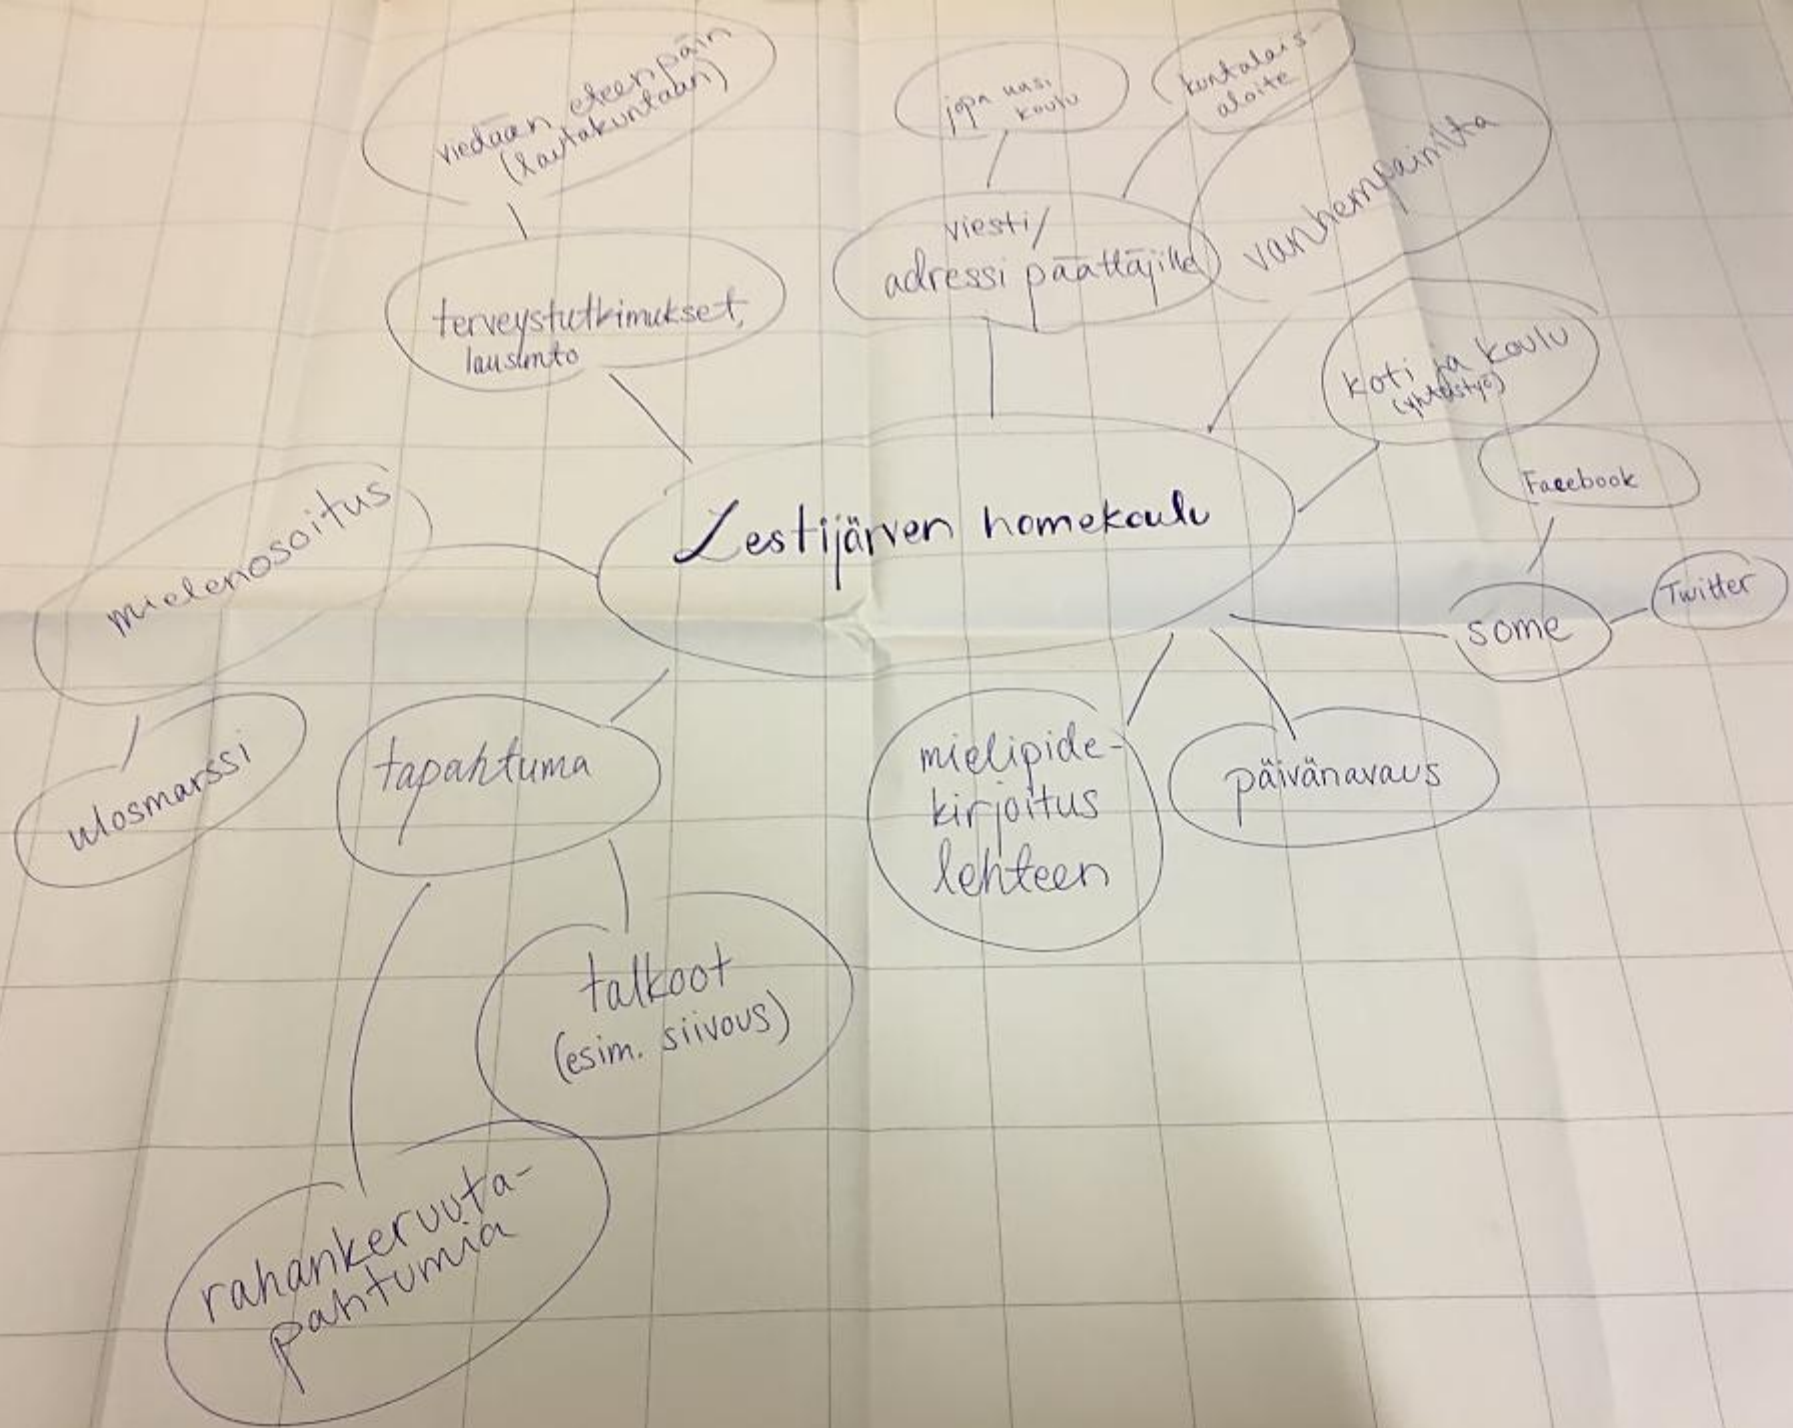 viedään eteenpäin
(lautakuntaan)
jopa uusi
koulu
kuntalais-
aloite
viesti/
adressi päättäjille
vanhempainilta
terveystutkimukset,
lausunto
koti ja koulu
(yhteistyö)
Facebook
mielenosoitus
Lestijärven homekoulu
Twitter
some
ulosmarssi
tapahtuma
mielipide-
kirjoitus
lehteen
päivänavaus
talkoot
(esim. siivous)
rahankeruuta-
pahtumia